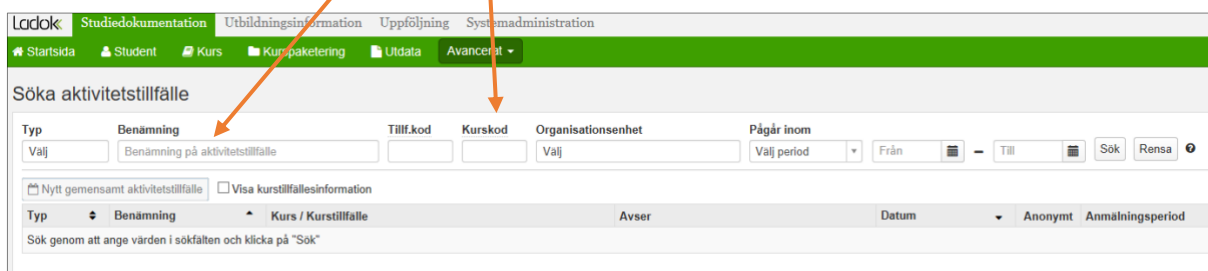 Ladok Studiedokumentation Utbildningsinformation Uppföljning Systemadministration
Startsida Student Kurs Kurspaketering Utdata Avancerat
Söka aktivitetstillfälle
Typ Benämning Tillf.kod Kurskod Organisationsenhet Pågår inom
Välj Benämning på aktivitetstillfälle Välj Välj period Från – Till Sök Rensa ?
Nytt gemensamt aktivitetstillfälle Visa kurstillfällesinformation
Typ Benämning Kurs / Kurstillfälle Avser Datum Anonymt Anmälningsperiod
Sök genom att ange värden i sökfälten och klicka på "Sök"